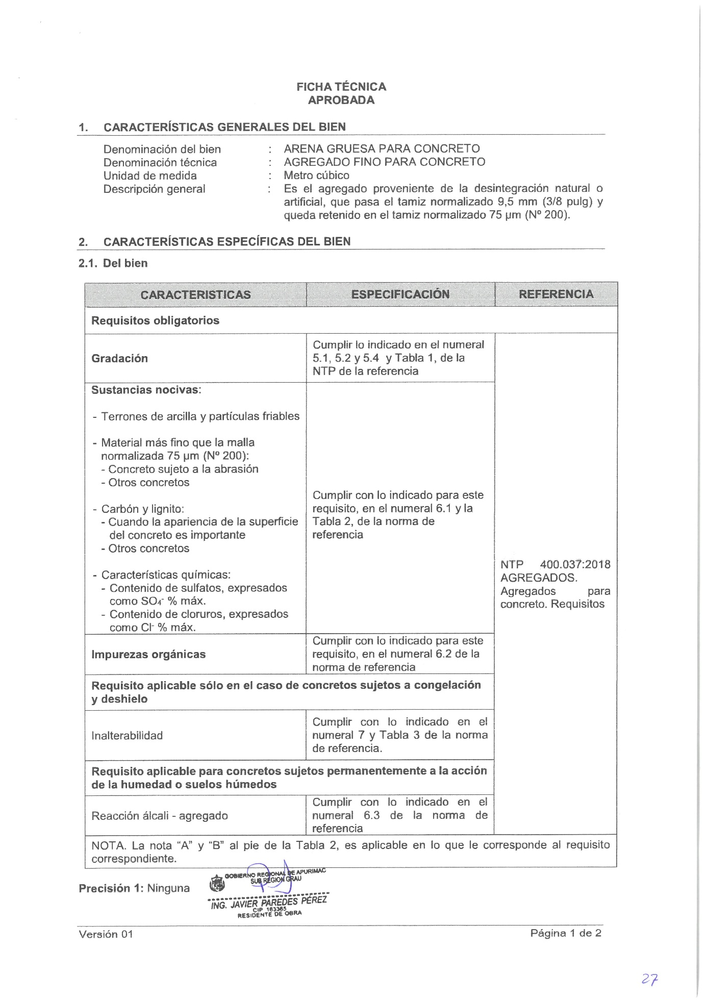 FICHA TÉCNICA
APROBADA
1. CARACTERÍSTICAS GENERALES DEL BIEN
Denominación del bien : ARENA GRUESA PARA CONCRETO
Denominación técnica : AGREGADO FINO PARA CONCRETO
Unidad de medida : Metro cúbico
Descripción general : Es el agregado proveniente de la desintegración natural o
artificial, que pasa el tamiz normalizado 9,5 mm (3/8 pulg) y
queda retenido en el tamiz normalizado 75 µm (Nº 200).
2. CARACTERÍSTICAS ESPECÍFICAS DEL BIEN
2.1. Del bien
CARACTERISTICAS ESPECIFICACIÓN REFERENCIA
Requisitos obligatorios
Gradación
Cumplir lo indicado en el numeral
5.1, 5.2 y 5.4 y Tabla 1, de la
NTP de la referencia
Sustancias nocivas:
- Terrones de arcilla y partículas friables
- Material más fino que la malla
normalizada 75 µm (Nº 200):
- Concreto sujeto a la abrasión
- Otros concretos
- Carbón y lignito:
- Cuando la apariencia de la superficie
del concreto es importante
- Otros concretos
- Características químicas:
- Contenido de sulfatos, expresados
como SO₄⁻ % máx.
- Contenido de cloruros, expresados
como Cl⁻ % máx.
Cumplir con lo indicado para este
requisito, en el numeral 6.1 y la
Tabla 2, de la norma de
referencia
NTP 400.037:2018
AGREGADOS.
Agregados para
concreto. Requisitos
Impurezas orgánicas
Cumplir con lo indicado para este
requisito, en el numeral 6.2 de la
norma de referencia
Requisito aplicable sólo en el caso de concretos sujetos a congelación
y deshielo
Inalterabilidad
Cumplir con lo indicado en el
numeral 7 y Tabla 3 de la norma
de referencia.
Requisito aplicable para concretos sujetos permanentemente a la acción
de la humedad o suelos húmedos
Reacción álcali - agregado
Cumplir con lo indicado en el
numeral 6.3 de la norma de
referencia
NOTA. La nota “A” y “B” al pie de la Tabla 2, es aplicable en lo que le corresponde al requisito
correspondiente.
Precisión 1: Ninguna
GOBIERNO REGIONAL DE APURIMAC
SUB REGION GRAU
ING. JAVIER PAREDES PÉREZ
CIP 163365
RESIDENTE DE OBRA
Versión 01 Página 1 de 2
27